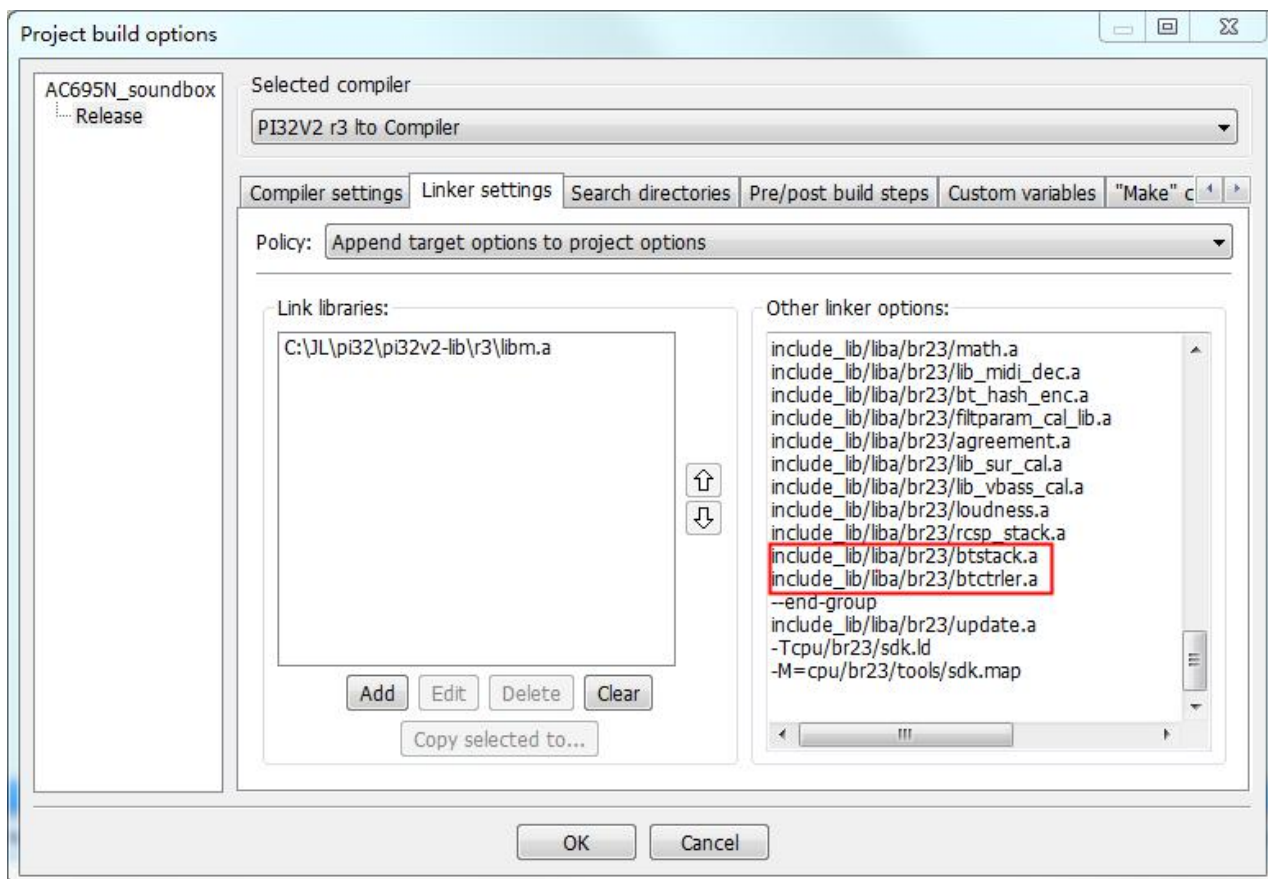 Project build options
AC695N_soundbox
Release
Selected compiler
PI32V2 r3 lto Compiler
Compiler settings
Linker settings
Search directories
Pre/post build steps
Custom variables
"Make" c
Policy:
Append target options to project options
Link libraries:
C:\JL\pi32\pi32v2-lib\r3\libm.a
Add
Edit
Delete
Clear
Copy selected to...
Other linker options:
include_lib/liba/br23/math.a
include_lib/liba/br23/lib_midi_dec.a
include_lib/liba/br23/bt_hash_enc.a
include_lib/liba/br23/filtparam_cal_lib.a
include_lib/liba/br23/agreement.a
include_lib/liba/br23/lib_sur_cal.a
include_lib/liba/br23/lib_vbass_cal.a
include_lib/liba/br23/loudness.a
include_lib/liba/br23/rcsp_stack.a
include_lib/liba/br23/btstack.a
include_lib/liba/br23/btctrler.a
--end-group
include_lib/liba/br23/update.a
-Tcpu/br23/sdk.ld
-M=cpu/br23/tools/sdk.map
OK
Cancel